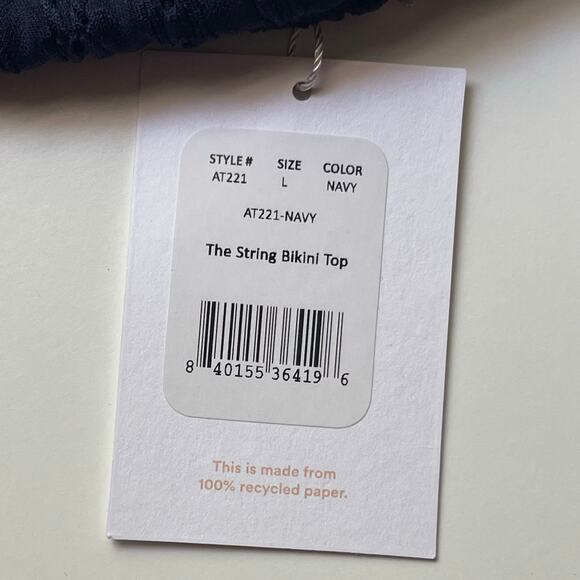 STYLE # SIZE COLOR
AT221 L NAVY
AT221-NAVY
The String Bikini Top
8 40155 36419 6
This is made from
100% recycled paper.